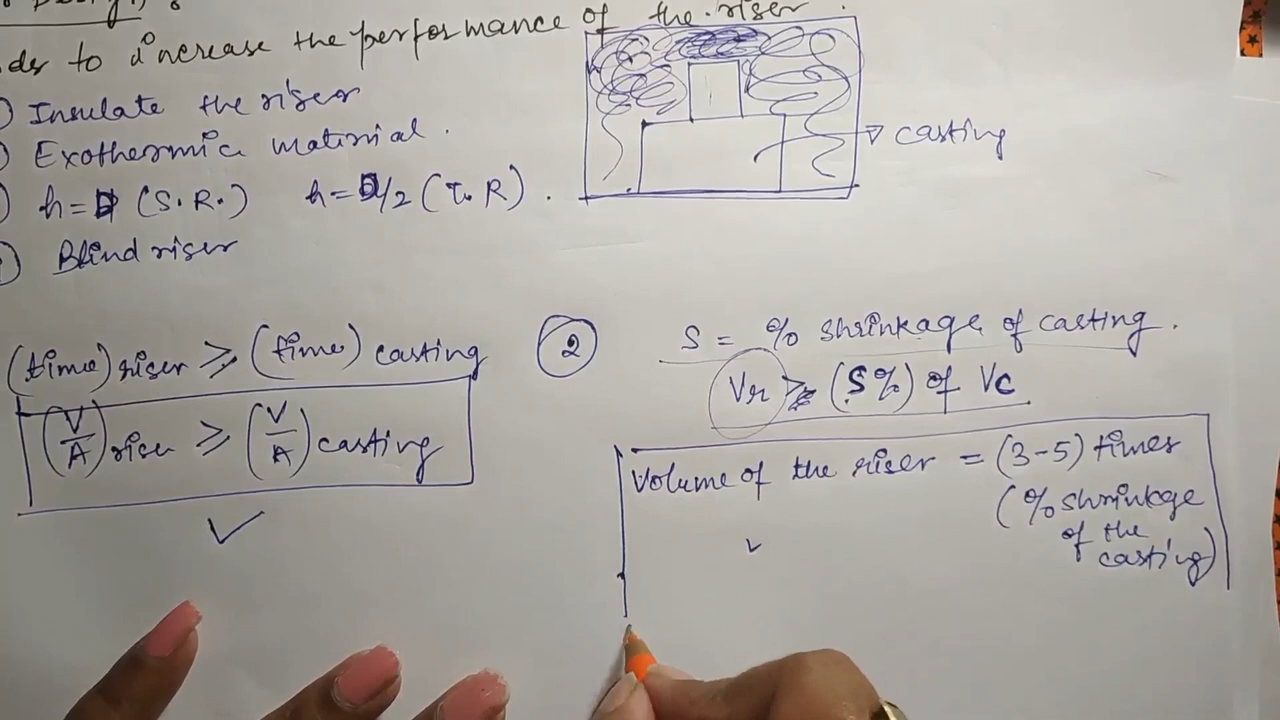 to increase the performance of the riser.
Insulate the riser
Exothermic material.
h=D (S.R.) h=D/2 (T.R).
Blind riser
casting
(time) riser ≥ (time) casting
(V/A) riser ≥ (V/A) casting
2
S = % shrinkage of casting.
Vr ≥ (S%) of Vc
Volume of the riser = (3-5) times
(% shrinkage
of the
casting)